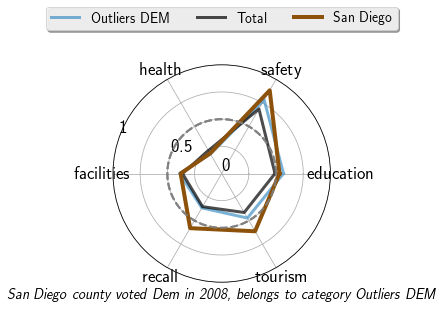 Outliers DEM Total San Diego
health safety
1
0.5
0
facilities education
recall tourism
San Diego county voted Dem in 2008, belongs to category Outliers DEM